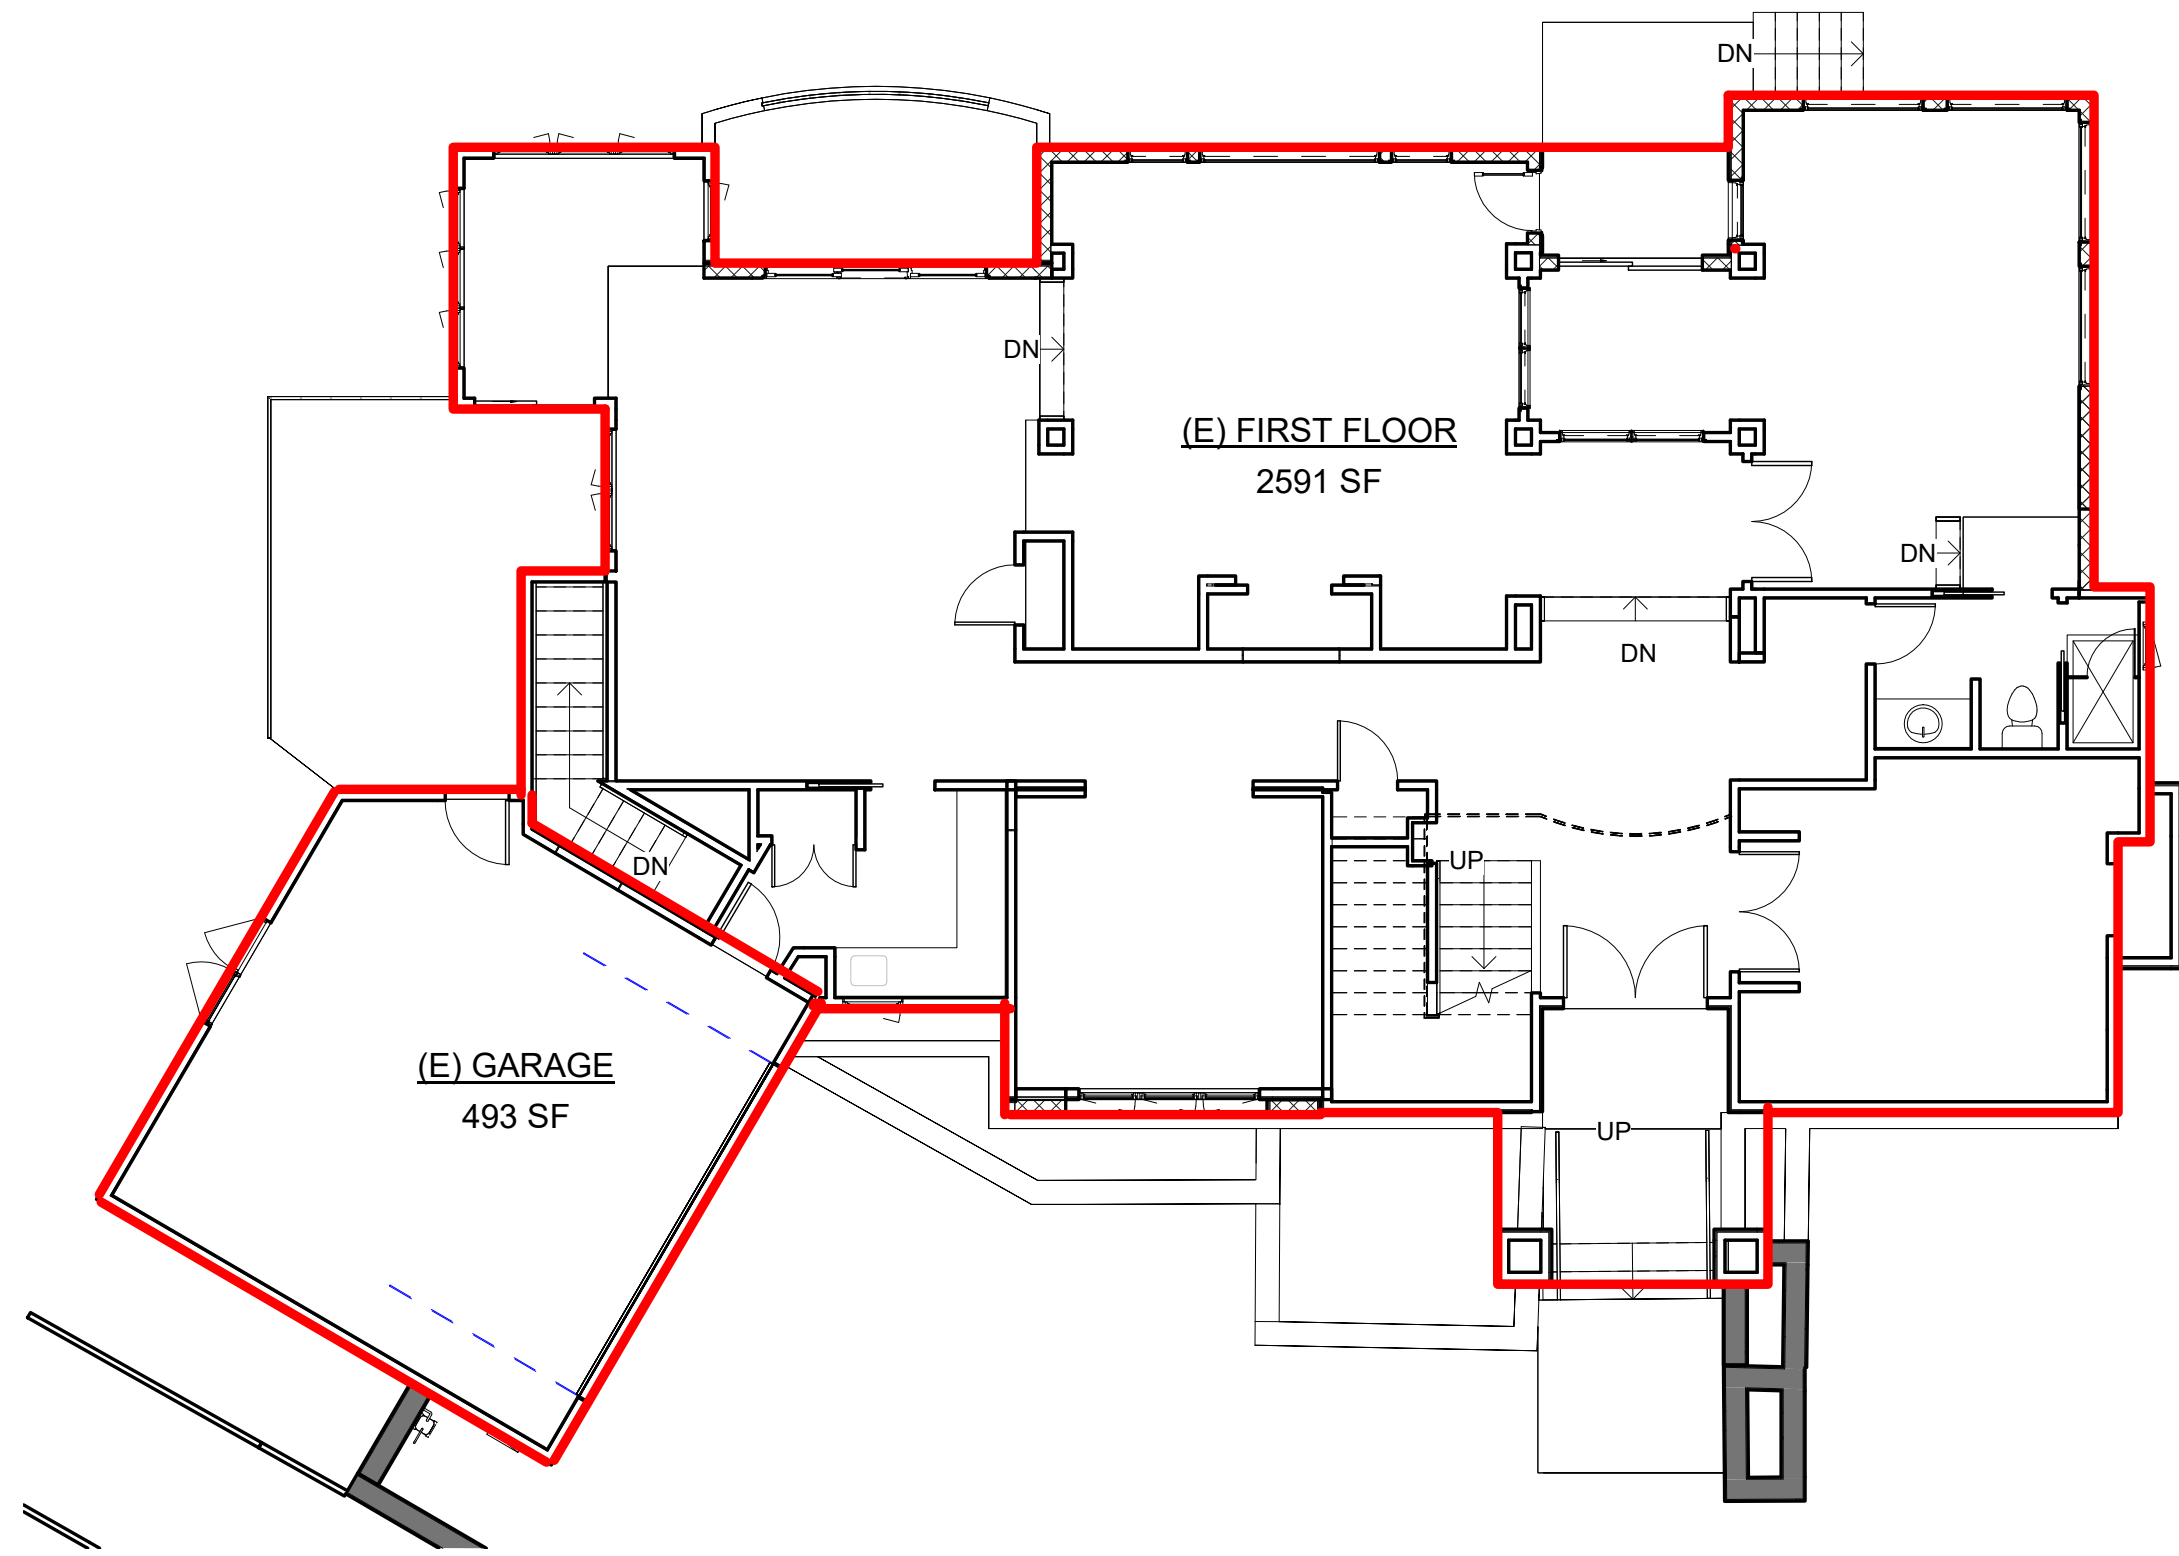 DN
DN
(E) FIRST FLOOR
2591 SF
DN
DN
UP
DN
(E) GARAGE
493 SF
UP